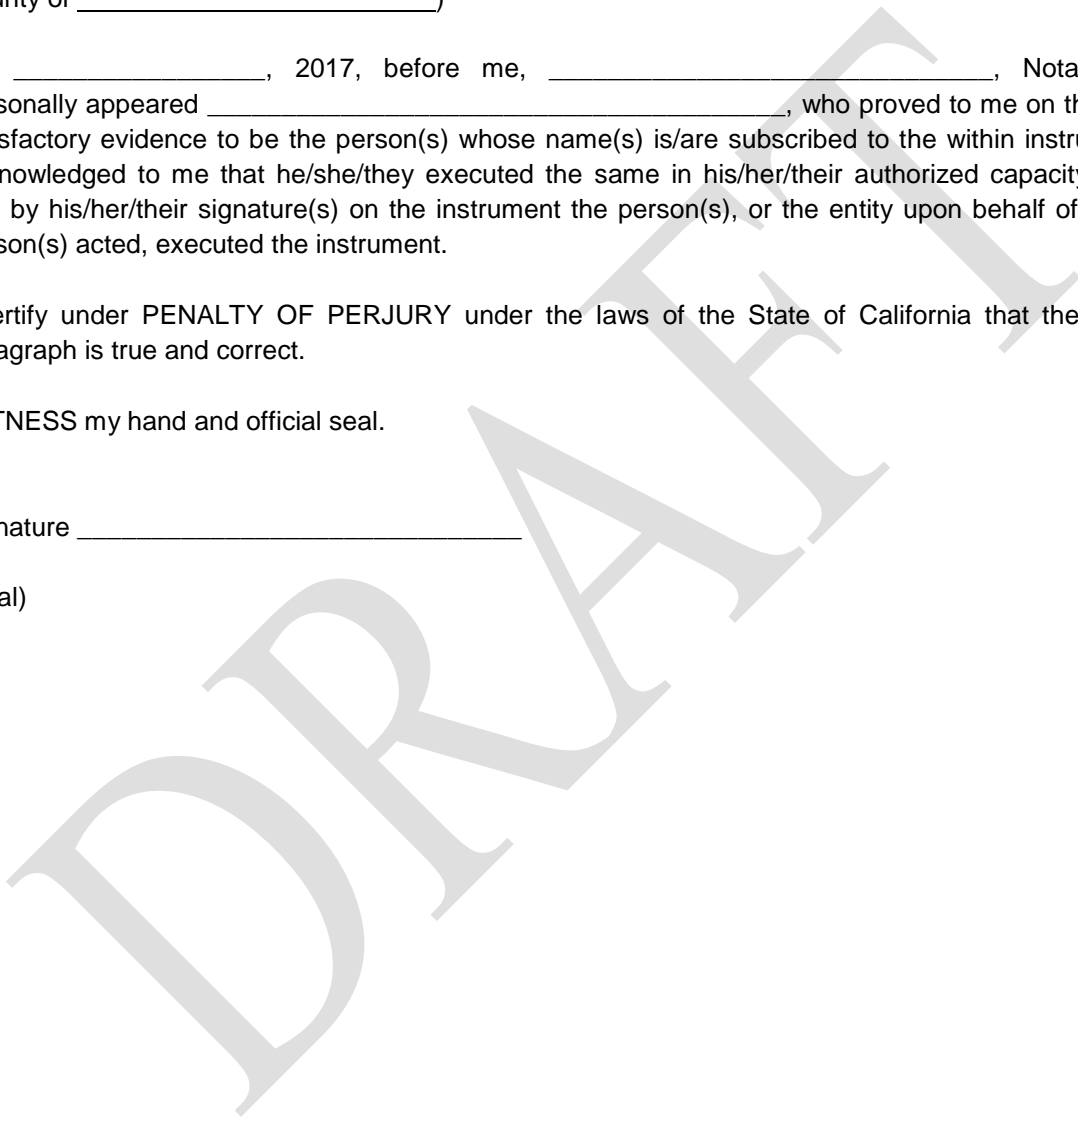 unty of ________________________)
_________________, 2017, before me, ______________________________, Nota
sonally appeared _______________________________________, who proved to me on th
sfactory evidence to be the person(s) whose name(s) is/are subscribed to the within instru
nowledged to me that he/she/they executed the same in his/her/their authorized capacity
by his/her/their signature(s) on the instrument the person(s), or the entity upon behalf of
son(s) acted, executed the instrument.
ertify under PENALTY OF PERJURY under the laws of the State of California that the
agraph is true and correct.
TNESS my hand and official seal.
nature ______________________________
al)
DRAFT